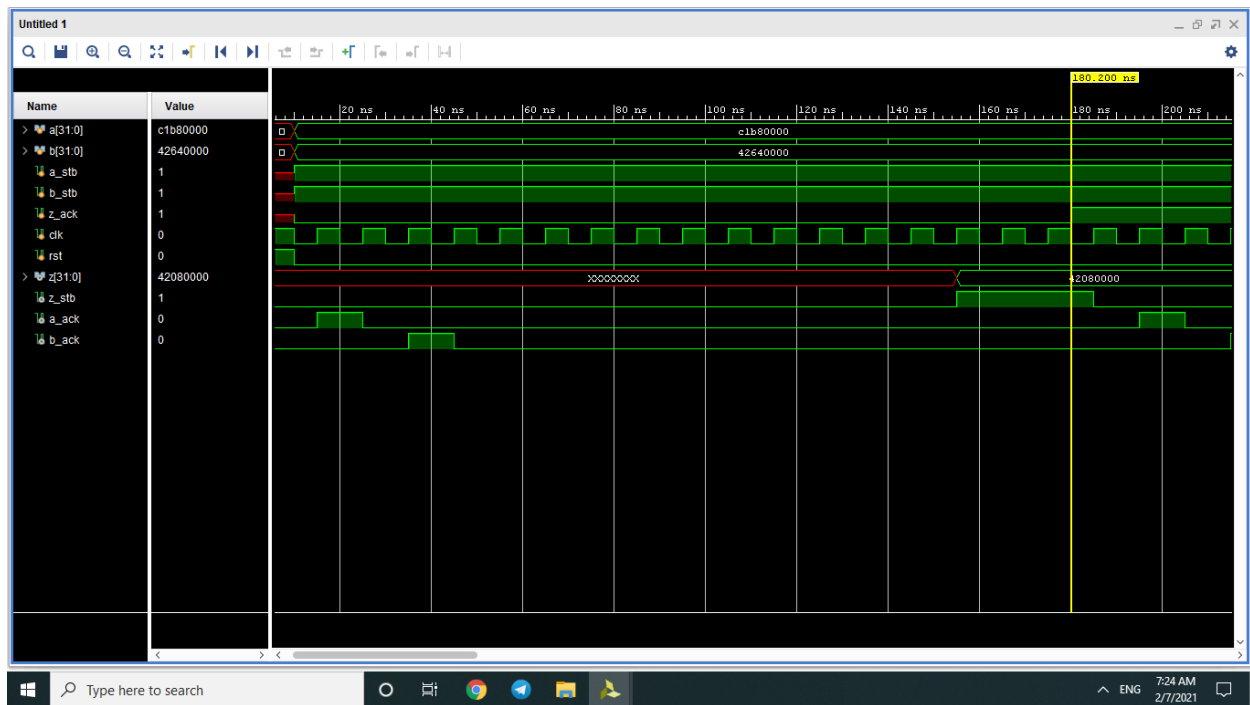 Untitled 1
180.200 ns
Name Value
20 ns 40 ns 60 ns 80 ns 100 ns 120 ns 140 ns 160 ns 180 ns 200 ns
a[31:0] c1b80000 c1b80000
b[31:0] 42640000 42640000
a_stb 1
b_stb 1
z_ack 1
clk 0
rst 0
z[31:0] 42080000 XXXXXXXX 42080000
z_stb 1
a_ack 0
b_ack 0
Type here to search
ENG
7:24 AM
2/7/2021